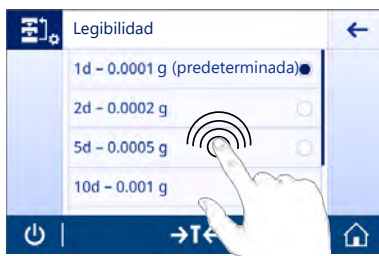 Legibilidad
1d – 0.0001 g (predeterminada)
2d – 0.0002 g
5d – 0.0005 g
10d – 0.001 g
→T←